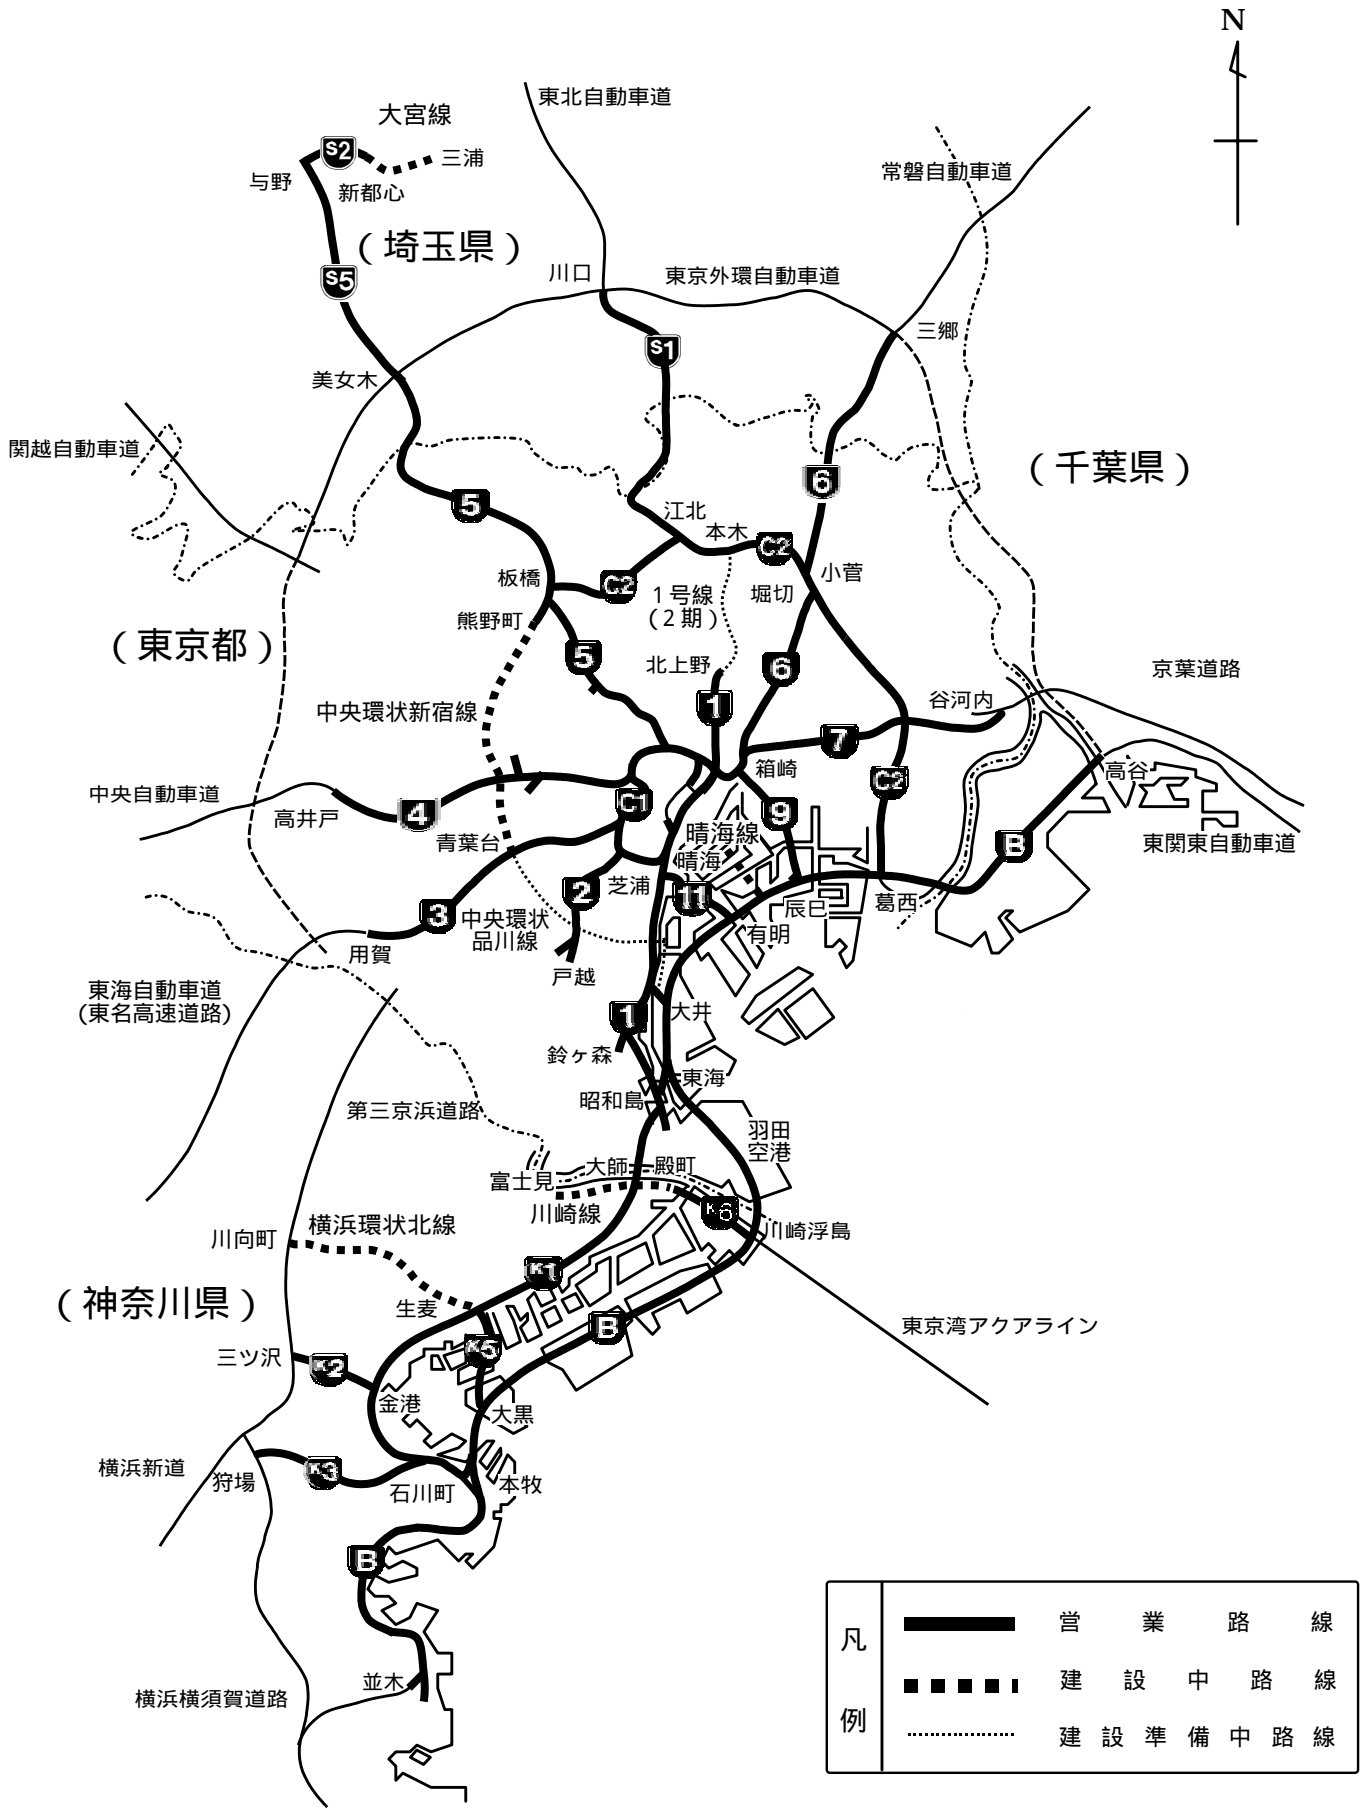 N
東北自動車道
大宮線
S2
三浦
与野
新都心
常磐自動車道
(埼玉県)
川口
東京外環自動車道
S5
三郷
S1
美女木
関越自動車道
(千葉県)
6
5
江北
本木
C2
小菅
板橋
C2
1号線
(2期)
堀切
熊野町
(東京都)
5
北上野
6
京葉道路
谷河内
中央環状新宿線
1
7
箱崎
高谷
C2
中央自動車道
高井戸
4
C1
9
晴海線
B
東関東自動車道
青葉台
晴海
芝浦
2
11
辰巳
葛西
3
中央環状
品川線
有明
用賀
戸越
東海自動車道
(東名高速道路)
1
大井
鈴ヶ森
東海
昭和島
第三京浜道路
羽田
空港
大師
殿町
富士見
川崎線
K6
川崎浮島
横浜環状北線
川向町
K1
(神奈川県)
生麦
B
東京湾アクアライン
K5
三ツ沢
K2
金港
大黒
横浜新道
狩場
K3
石川町
本牧
B
並木
横浜横須賀道路
凡例
営業路線
建設中路線
建設準備中路線